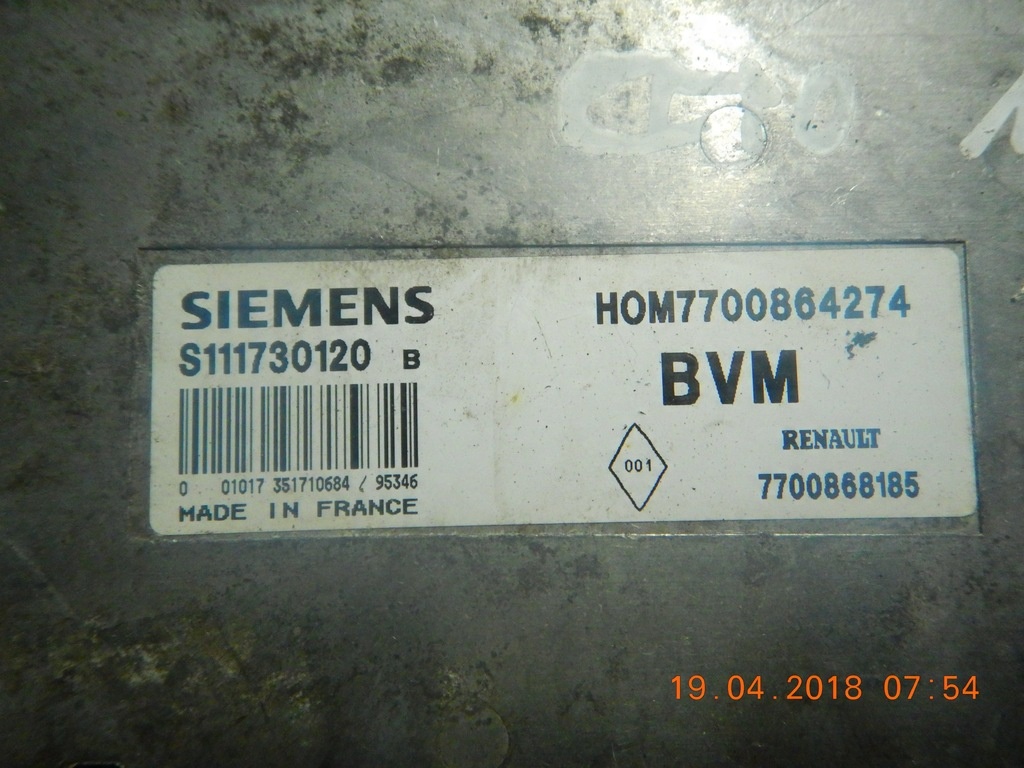 SIEMENS
S111730120 B
0 01017 351710684 / 95346
MADE IN FRANCE
HOM7700864274
BVM
001
RENAULT
7700868185
19.04.2018 07:54